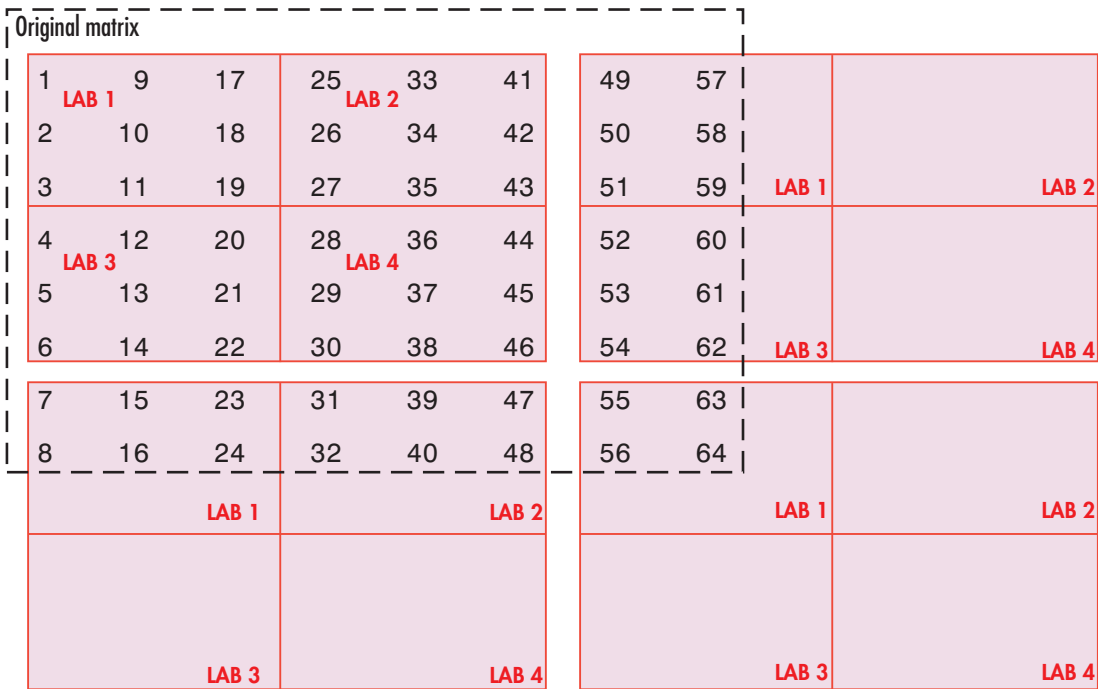 Original matrix
1 9 17 25 33 41 49 57
LAB 1 LAB 2
2 10 18 26 34 42 50 58
3 11 19 27 35 43 51 59 LAB 1 LAB 2
4 12 20 28 36 44 52 60
LAB 3 LAB 4
5 13 21 29 37 45 53 61
6 14 22 30 38 46 54 62 LAB 3 LAB 4
7 15 23 31 39 47 55 63
8 16 24 32 40 48 56 64
LAB 1 LAB 2 LAB 1 LAB 2
LAB 3 LAB 4 LAB 3 LAB 4